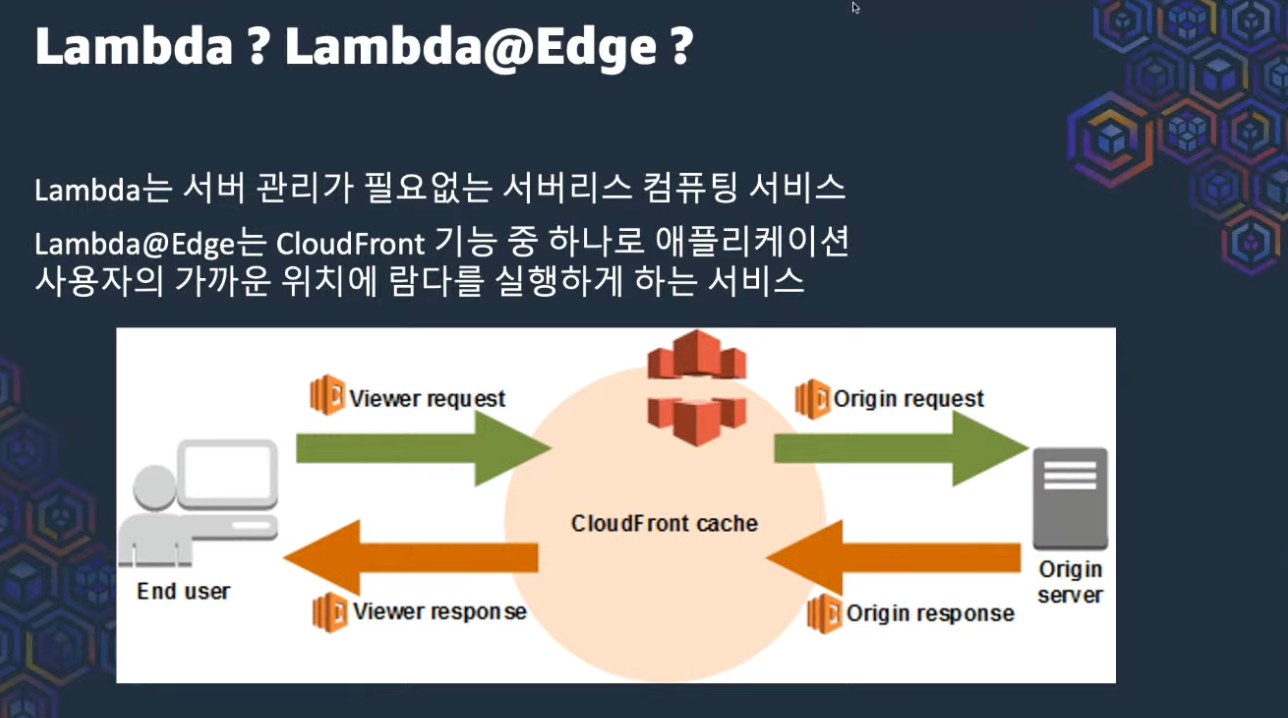 Lambda ? Lambda@Edge ?
Lambda는 서버 관리가 필요없는 서버리스 컴퓨팅 서비스
Lambda@Edge는 CloudFront 기능 중 하나로 애플리케이션
사용자의 가까운 위치에 람다를 실행하게 하는 서비스
Viewer request
Origin request
CloudFront cache
End user
Origin
server
Viewer response
Origin response